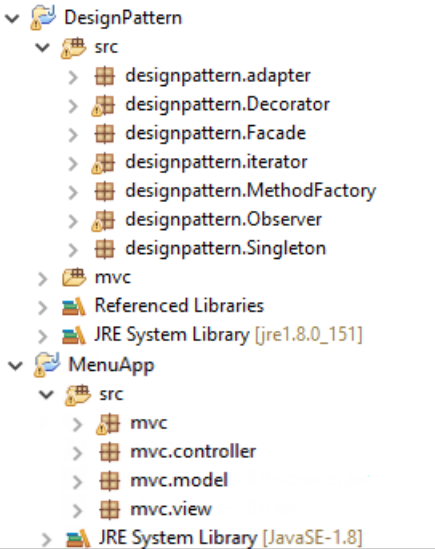 DesignPattern
src
designpattern.adapter
designpattern.Decorator
designpattern.Facade
designpattern.iterator
designpattern.MethodFactory
designpattern.Observer
designpattern.Singleton
mvc
Referenced Libraries
JRE System Library [jre1.8.0_151]
MenuApp
src
mvc
mvc.controller
mvc.model
mvc.view
JRE System Library [JavaSE-1.8]